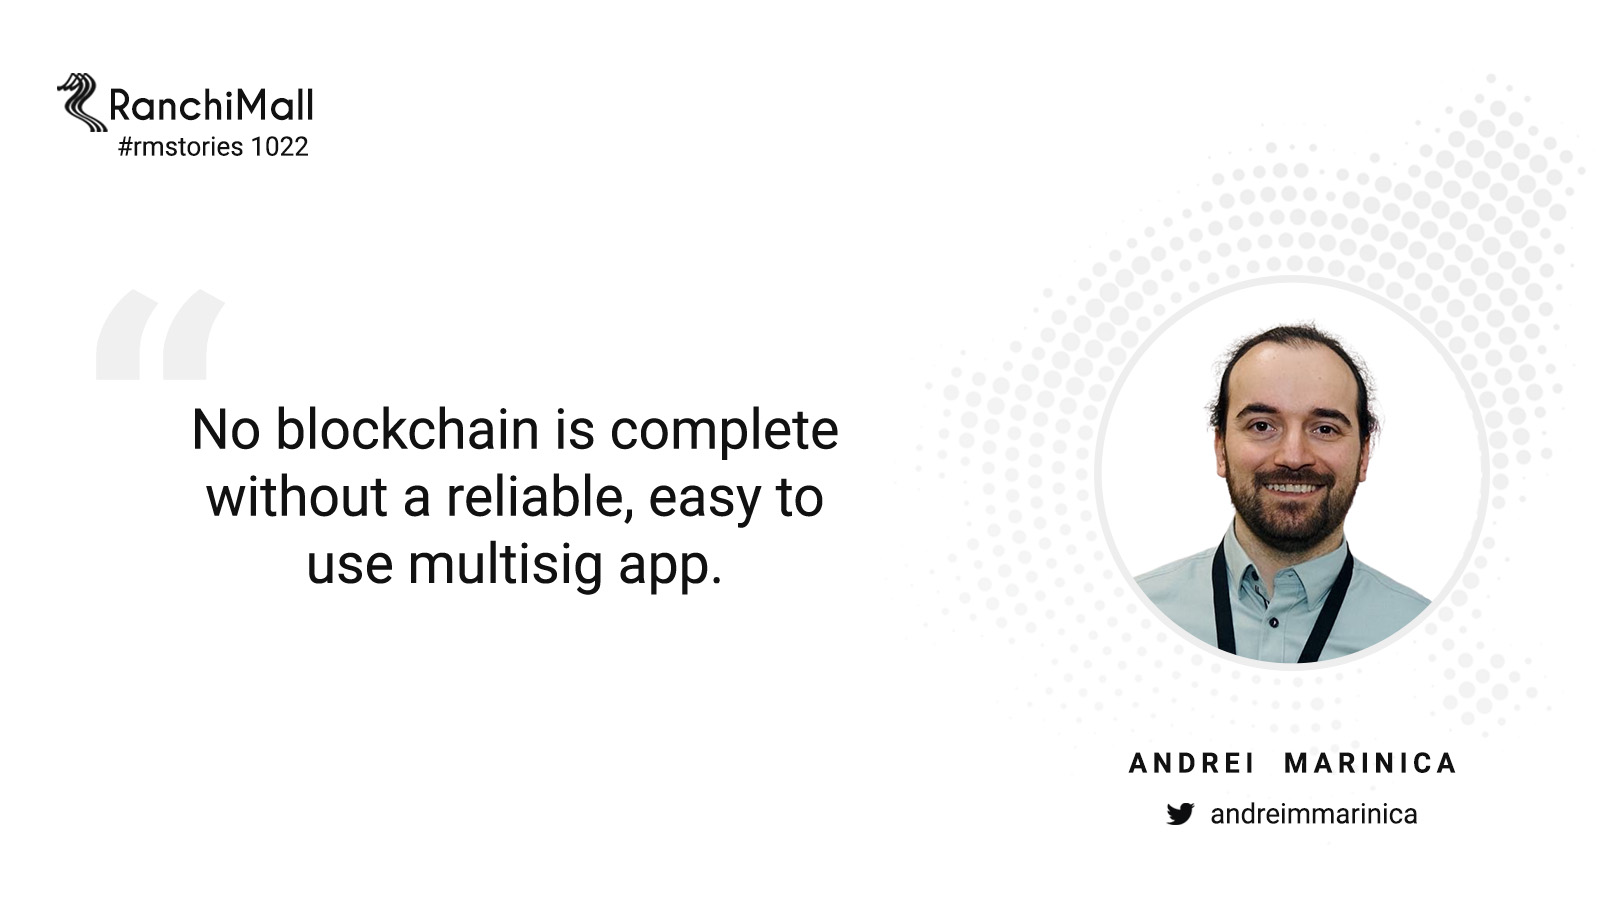 RanchiMall
#rmstories 1022
“
No blockchain is complete
without a reliable, easy to
use multisig app.
ANDREI MARINICA
andreimmarinica